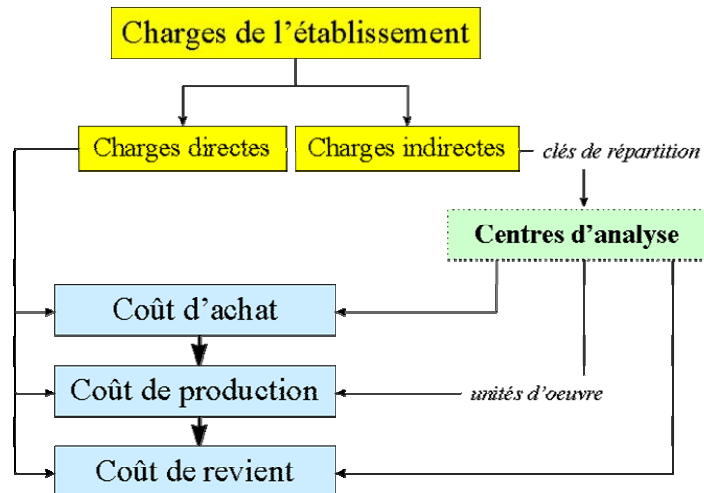 Charges de l'établissement
Charges directes
Charges indirectes
clés de répartition
Centres d'analyse
Coût d'achat
Coût de production
unités d'oeuvre
Coût de revient